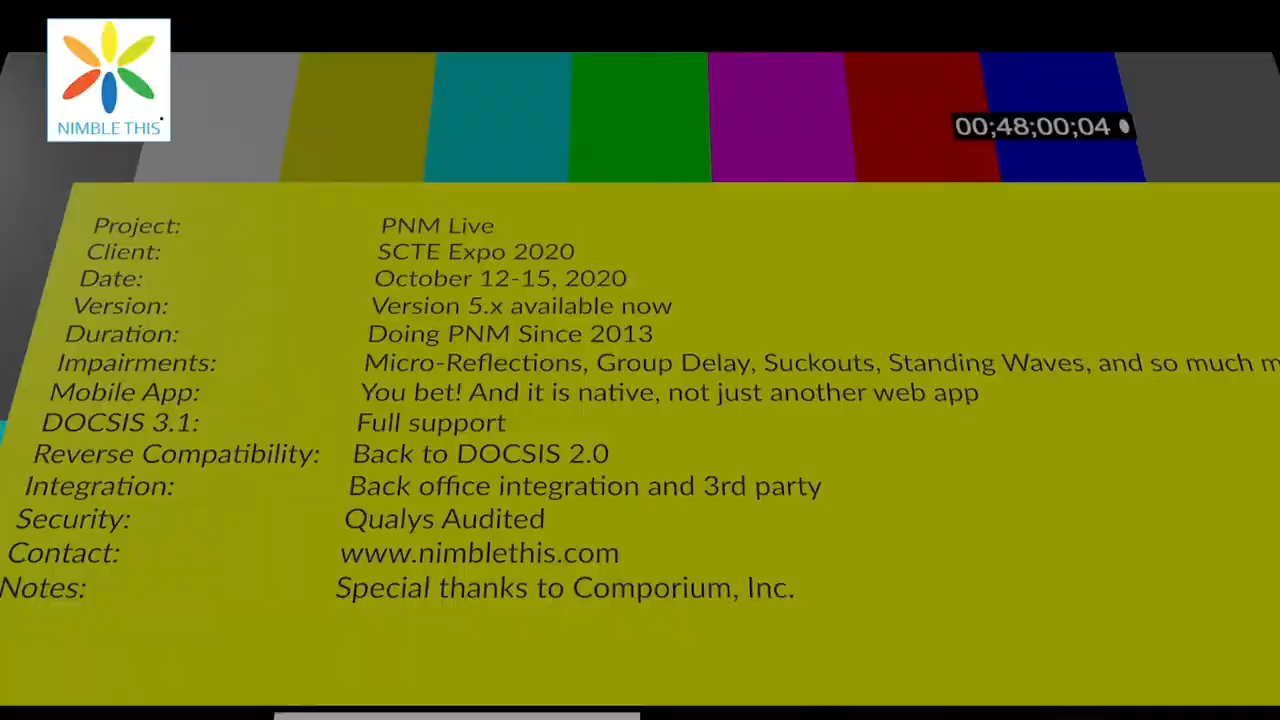 NIMBLE THIS
00;48;00;04
Project: PNM Live
Client: SCTE Expo 2020
Date: October 12-15, 2020
Version: Version 5.x available now
Duration: Doing PNM Since 2013
Impairments: Micro-Reflections, Group Delay, Suckouts, Standing Waves, and so much
Mobile App: You bet! And it is native, not just another web app
DOCSIS 3.1: Full support
Reverse Compatibility: Back to DOCSIS 2.0
Integration: Back office integration and 3rd party
Security: Qualys Audited
Contact: www.nimblethis.com
Notes: Special thanks to Comporium, Inc.